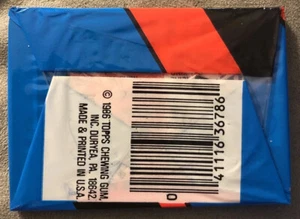 © 1986 TOPPS CHEWING GUM,
INC. DURYEA, PA 18642
MADE & PRINTED IN U.S.A.
0
41116 36786